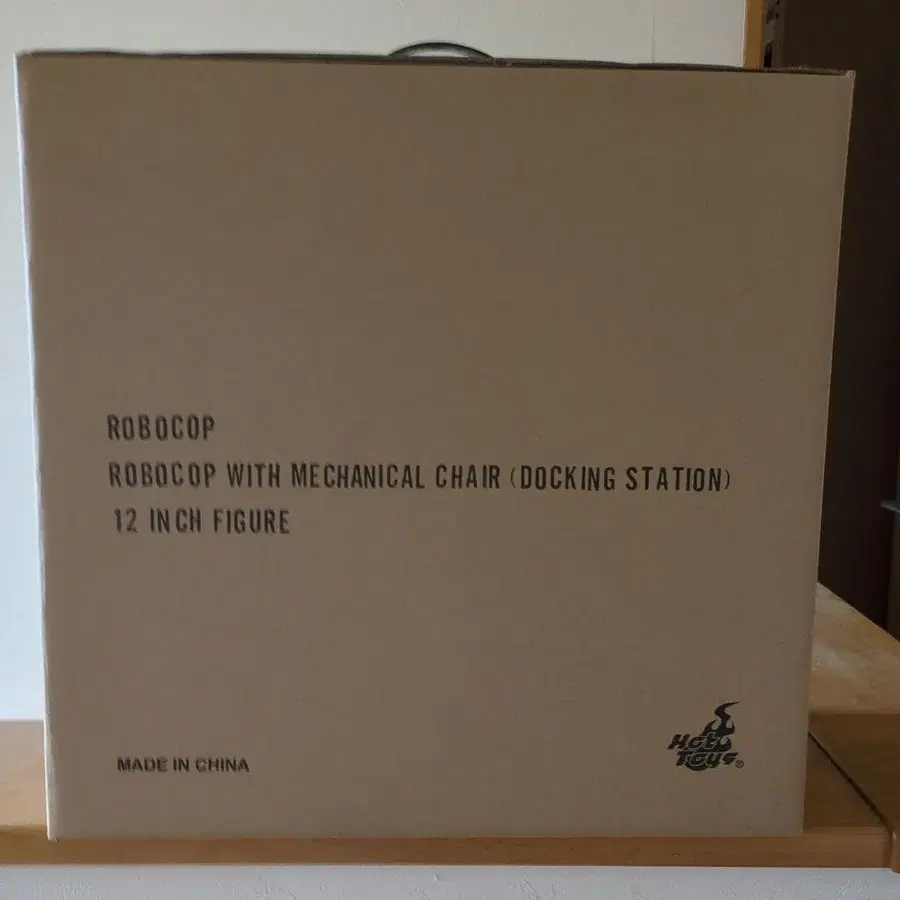 ROBOCOP
ROBOCOP WITH MECHANICAL CHAIR (DOCKING STATION)
12 INCH FIGURE
MADE IN CHINA
Hot
Toys®